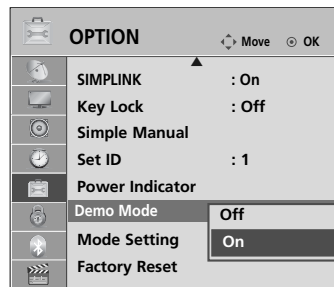 OPTION Move OK
SIMPLINK : On
Key Lock : Off
Simple Manual
Set ID : 1
Power Indicator
Demo Mode Off
Mode Setting On
Factory Reset